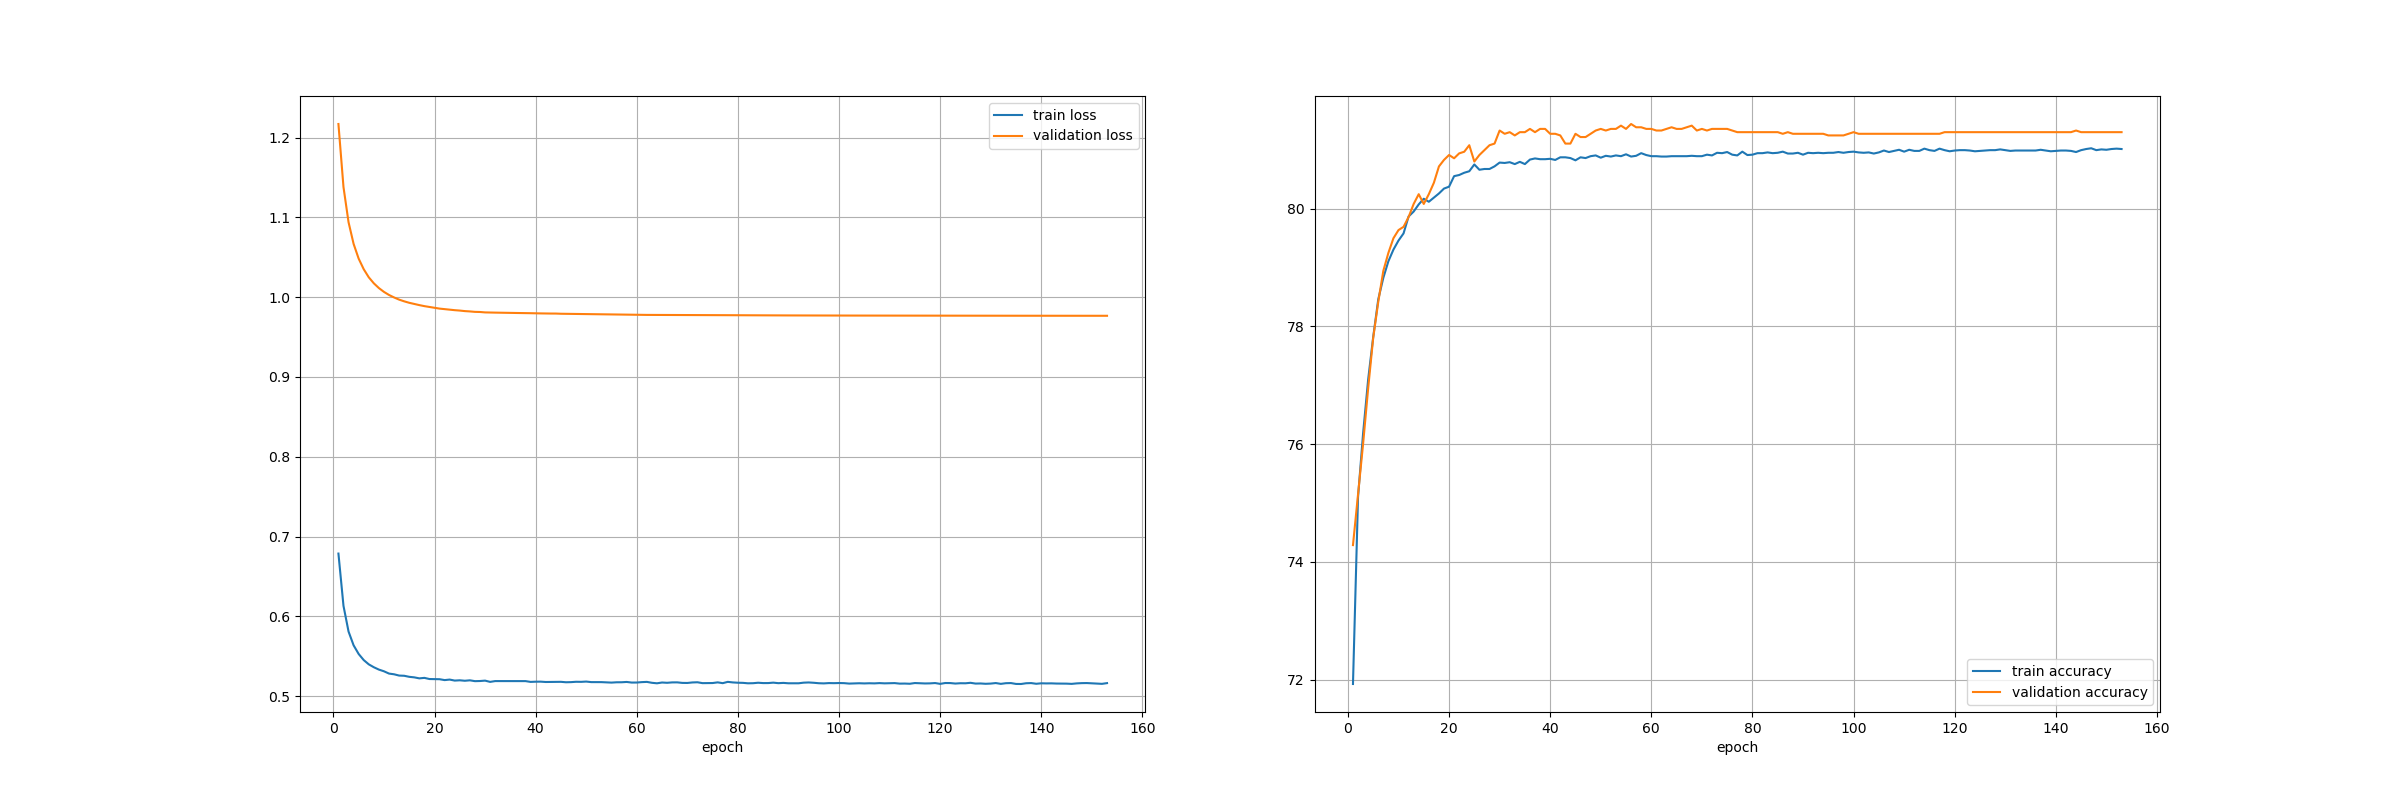 train loss
validation loss
1.2
1.1
1.0
0.9
0.8
0.7
0.6
0.5
0 20 40 60 80 100 120 140 160
epoch
80
78
76
74
72
train accuracy
validation accuracy
0 20 40 60 80 100 120 140 160
epoch